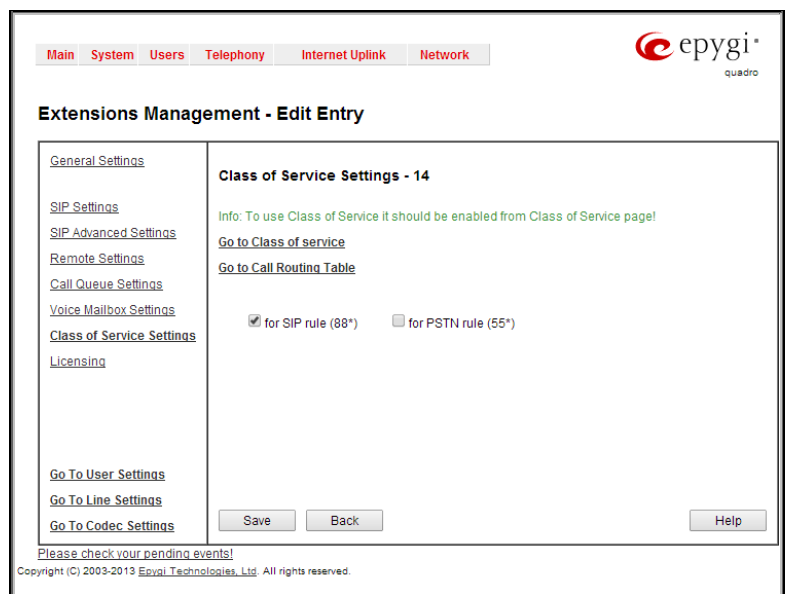 Main System Users Telephony Internet Uplink Network
epygi
quadro
Extensions Management - Edit Entry
General Settings
SIP Settings
SIP Advanced Settings
Remote Settings
Call Queue Settings
Voice Mailbox Settings
Class of Service Settings
Licensing
Go To User Settings
Go To Line Settings
Go To Codec Settings
Class of Service Settings - 14
Info: To use Class of Service it should be enabled from Class of Service page!
Go to Class of service
Go to Call Routing Table
for SIP rule (88*) for PSTN rule (55*)
Save Back Help
Please check your pending events!
Copyright (C) 2003-2013 Epygi Technologies, Ltd. All rights reserved.